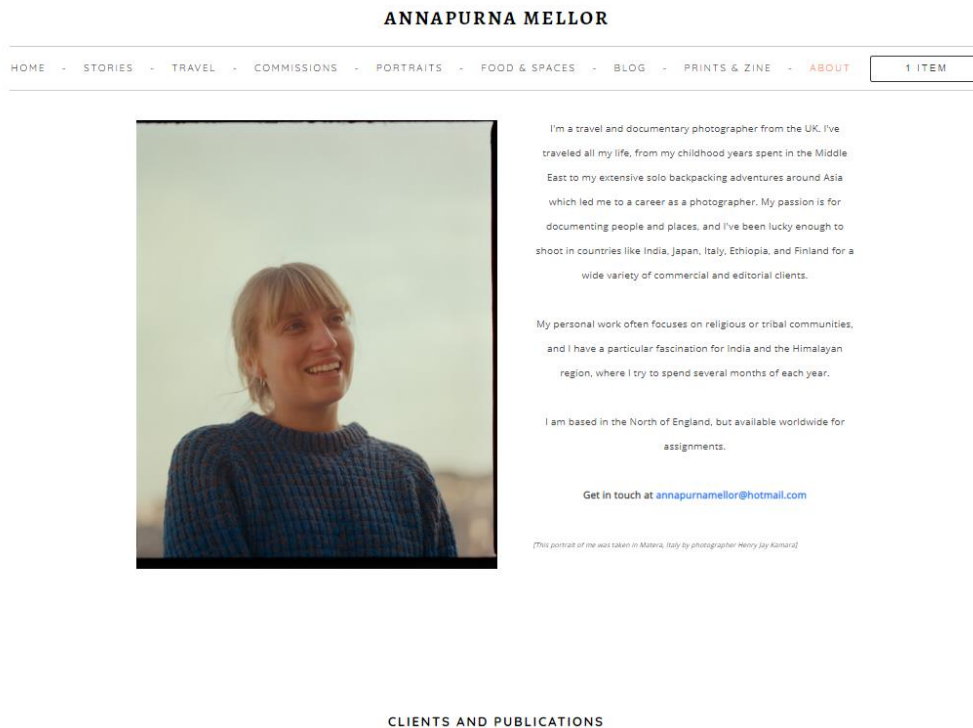 ANNAPURNA MELLOR
HOME - STORIES - TRAVEL - COMMISSIONS - PORTRAITS - FOOD & SPACES - BLOG - PRINTS & ZINE - ABOUT 1 ITEM
I'm a travel and documentary photographer from the UK. I've
traveled all my life, from my childhood years spent in the Middle
East to my extensive solo backpacking adventures around Asia
which led me to a career as a photographer. My passion is for
documenting people and places, and I've been lucky enough to
shoot in countries like India, Japan, Italy, Ethiopia, and Finland for a
wide variety of commercial and editorial clients.
My personal work often focuses on religious or tribal communities,
and I have a particular fascination for India and the Himalayan
region, where I try to spend several months of each year.
I am based in the North of England, but available worldwide for
assignments.
Get in touch at annapurnamellor@hotmail.com
[This portrait of me was taken in Matera, Italy by photographer Henry Jay Kamara]
CLIENTS AND PUBLICATIONS